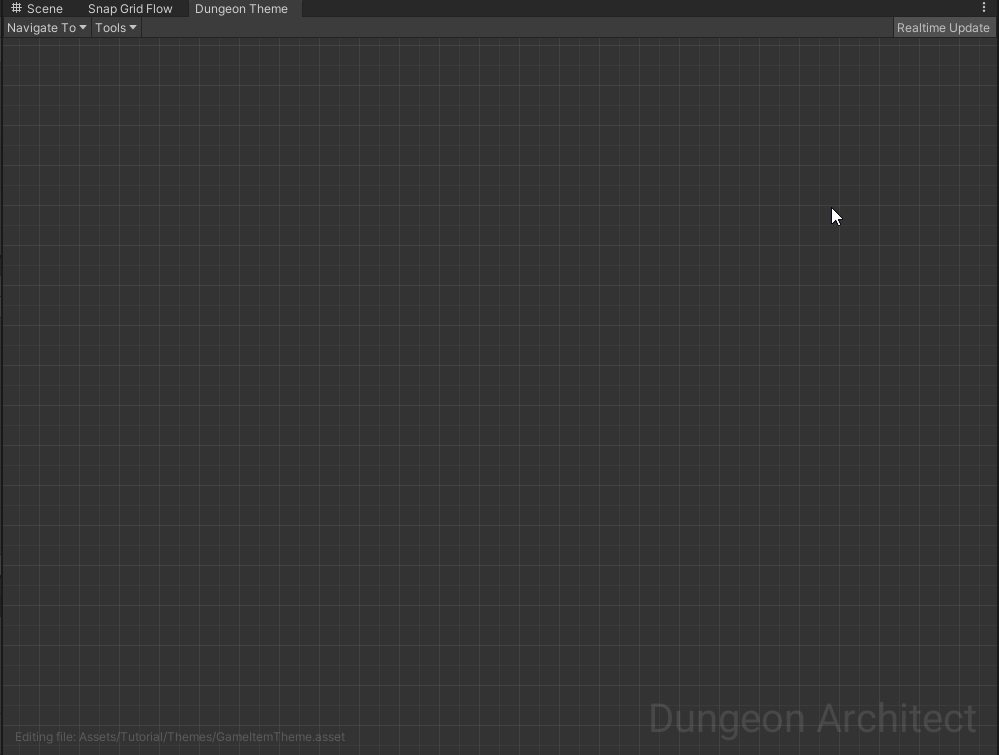 Scene Snap Grid Flow Dungeon Theme
Navigate To Tools Realtime Update
Dungeon Architect
Editing file: Assets/Tutorial/Themes/GameItemTheme.asset